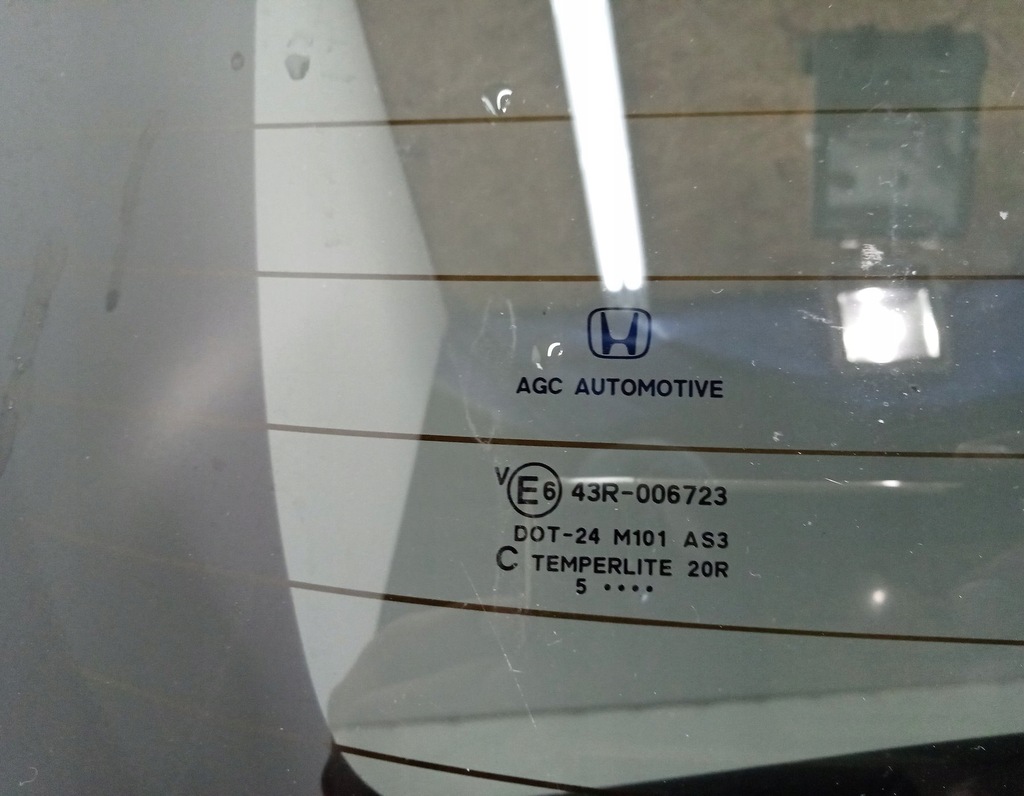 AGC AUTOMOTIVE
V E6 43R-006723
DOT-24 M101 AS3
C TEMPERLITE 20R
5 ••••